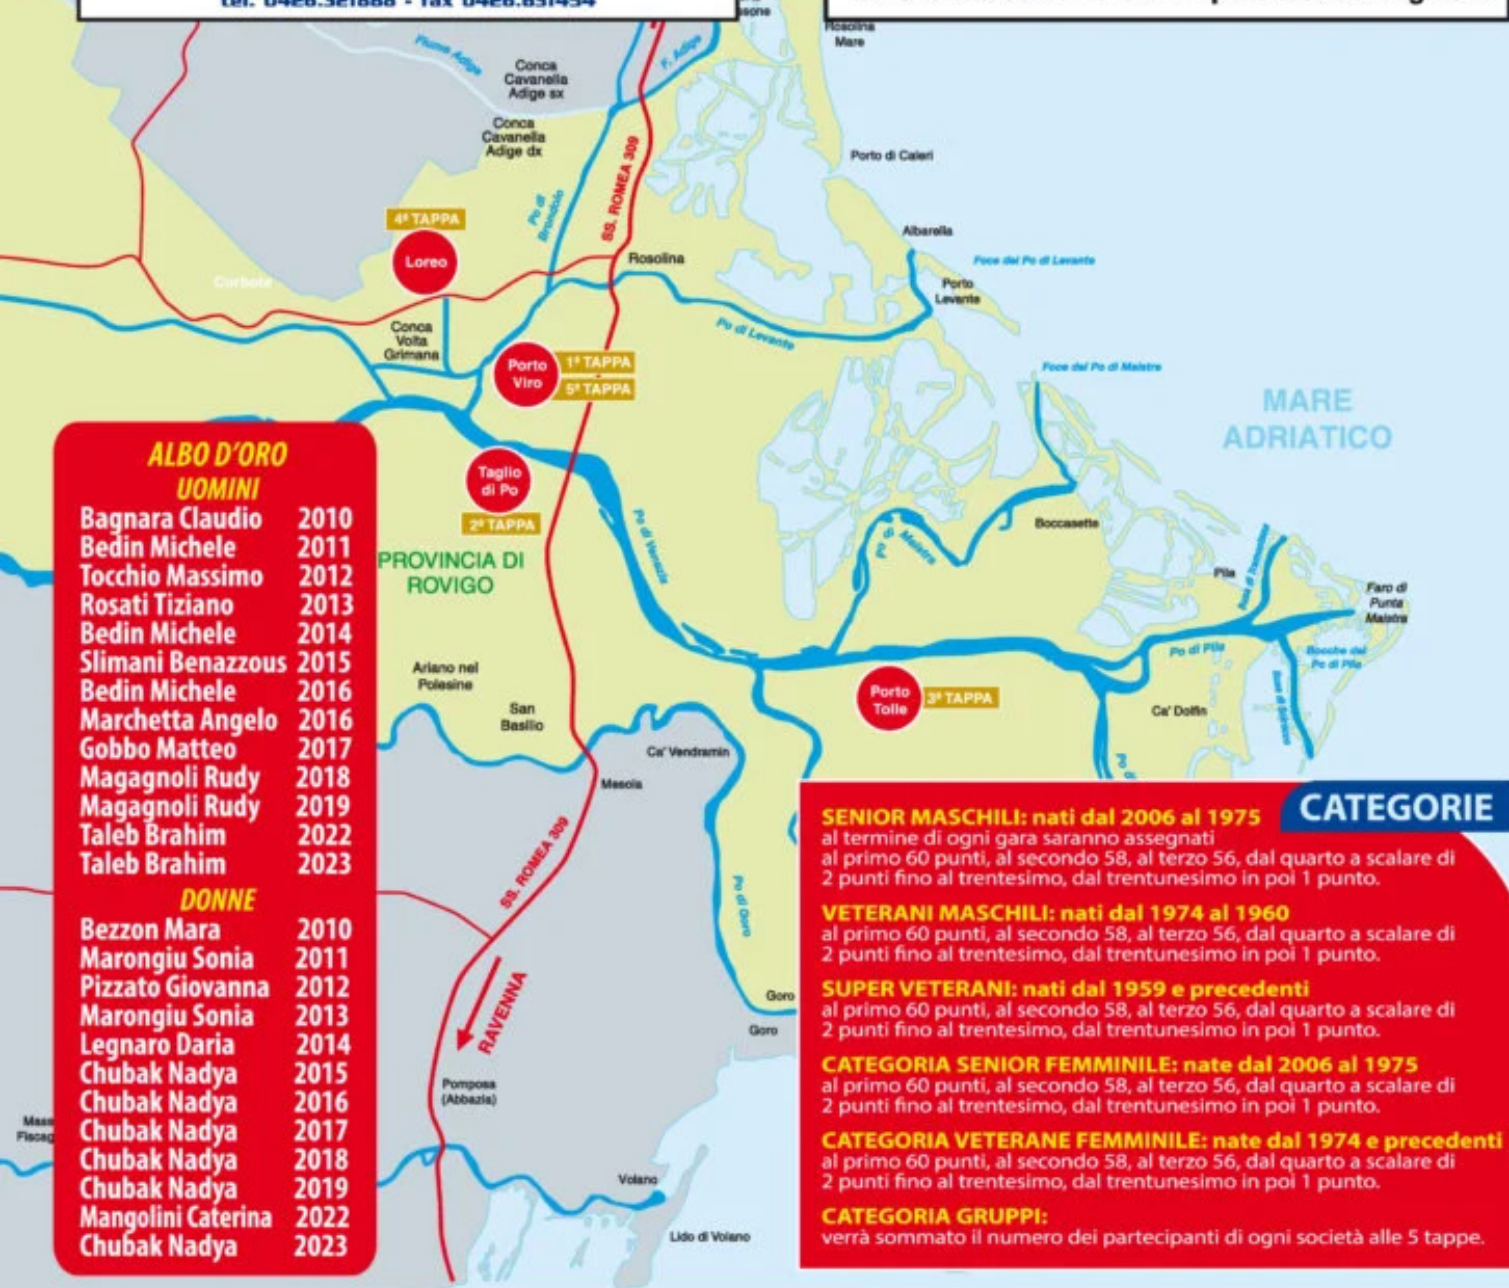 tel. 0426.321888 - fax 0426.631454
Rosolina
Mare
Fiume Adige
F. Adige
Conca
Cavanella
Adige sx
Conca
Cavanella
Adige dx
Porto di Caleri
SS. ROMEA 309
Po di
Brondolo
4ª TAPPA
Loreo
Albarella
Rosolina
Foce del Po di Levante
Porto
Levante
Conca
Volta
Grimana
Po di Levante
Porto
Viro
1ª TAPPA
5ª TAPPA
Foce del Po di Maistra
MARE
ADRIATICO
Taglio
di Po
2ª TAPPA
Po di Venezia
Boccasette
Po di Maistra
PROVINCIA DI
ROVIGO
Pila
Faro di
Punta
Maistra
Po di Pila
Bocche del
Po di Pila
Ariano nel
Polesine
San
Basilio
Porto
Tolle
3ª TAPPA
Ca' Dolfin
Ca' Vendramin
Mesola
SS. ROMEA 309
Po di Goro
Goro
Goro
RAVENNA
Pomposa
(Abbazia)
Volano
Lido di Volano
ALBO D'ORO
UOMINI
Bagnara Claudio 2010
Bedin Michele 2011
Tocchio Massimo 2012
Rosati Tiziano 2013
Bedin Michele 2014
Slimani Benazzous 2015
Bedin Michele 2016
Marchetta Angelo 2016
Gobbo Matteo 2017
Magagnoli Rudy 2018
Magagnoli Rudy 2019
Taleb Brahim 2022
Taleb Brahim 2023
DONNE
Bezzon Mara 2010
Marongiu Sonia 2011
Pizzato Giovanna 2012
Marongiu Sonia 2013
Legnaro Daria 2014
Chubak Nadya 2015
Chubak Nadya 2016
Chubak Nadya 2017
Chubak Nadya 2018
Chubak Nadya 2019
Mangolini Caterina 2022
Chubak Nadya 2023
CATEGORIE
SENIOR MASCHILI: nati dal 2006 al 1975
al termine di ogni gara saranno assegnati
al primo 60 punti, al secondo 58, al terzo 56, dal quarto a scalare di
2 punti fino al trentesimo, dal trentunesimo in poi 1 punto.
VETERANI MASCHILI: nati dal 1974 al 1960
al primo 60 punti, al secondo 58, al terzo 56, dal quarto a scalare di
2 punti fino al trentesimo, dal trentunesimo in poi 1 punto.
SUPER VETERANI: nati dal 1959 e precedenti
al primo 60 punti, al secondo 58, al terzo 56, dal quarto a scalare di
2 punti fino al trentesimo, dal trentunesimo in poi 1 punto.
CATEGORIA SENIOR FEMMINILE: nate dal 2006 al 1975
al primo 60 punti, al secondo 58, al terzo 56, dal quarto a scalare di
2 punti fino al trentesimo, dal trentunesimo in poi 1 punto.
CATEGORIA VETERANE FEMMINILE: nate dal 1974 e precedenti
al primo 60 punti, al secondo 58, al terzo 56, dal quarto a scalare di
2 punti fino al trentesimo, dal trentunesimo in poi 1 punto.
CATEGORIA GRUPPI:
verrà sommato il numero dei partecipanti di ogni società alle 5 tappe.